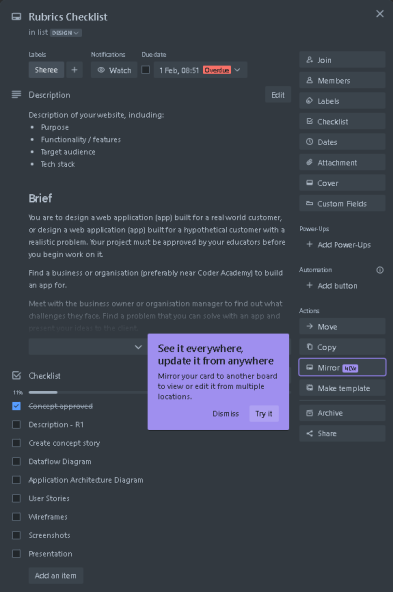 Rubrics Checklist
in list DESIGN
Labels
Notifications
Due date
Sheree
Watch
1 Feb, 08:51 Overdue
Description
Edit
Description of your website, including:
Purpose
Functionality / features
Target audience
Tech stack
Brief
You are to design a web application (app) built for a real world customer,
or design a web application (app) built for a hypothetical customer with a
realistic problem. Your project must be approved by your educators before
you begin work on it.
Find a business or organisation (preferably near Coder Academy) to build
an app for.
Meet with the business owner or organisation manager to find out what
challenges they face. Find a problem that you can solve with an app and
Checklist
11%
Concept approved
Description - R1
Create concept story
Dataflow Diagram
Application Architecture Diagram
User Stories
Wireframes
Screenshots
Presentation
Add an item
See it everywhere,
update it from anywhere
Mirror your card to another board
to view or edit it from multiple
locations.
Dismiss
Try it
Join
Members
Labels
Checklist
Dates
Attachment
Cover
Custom Fields
Power-Ups
+ Add Power-Ups
Automation
+ Add button
Actions
Move
Copy
Mirror NEW
Make template
Archive
Share